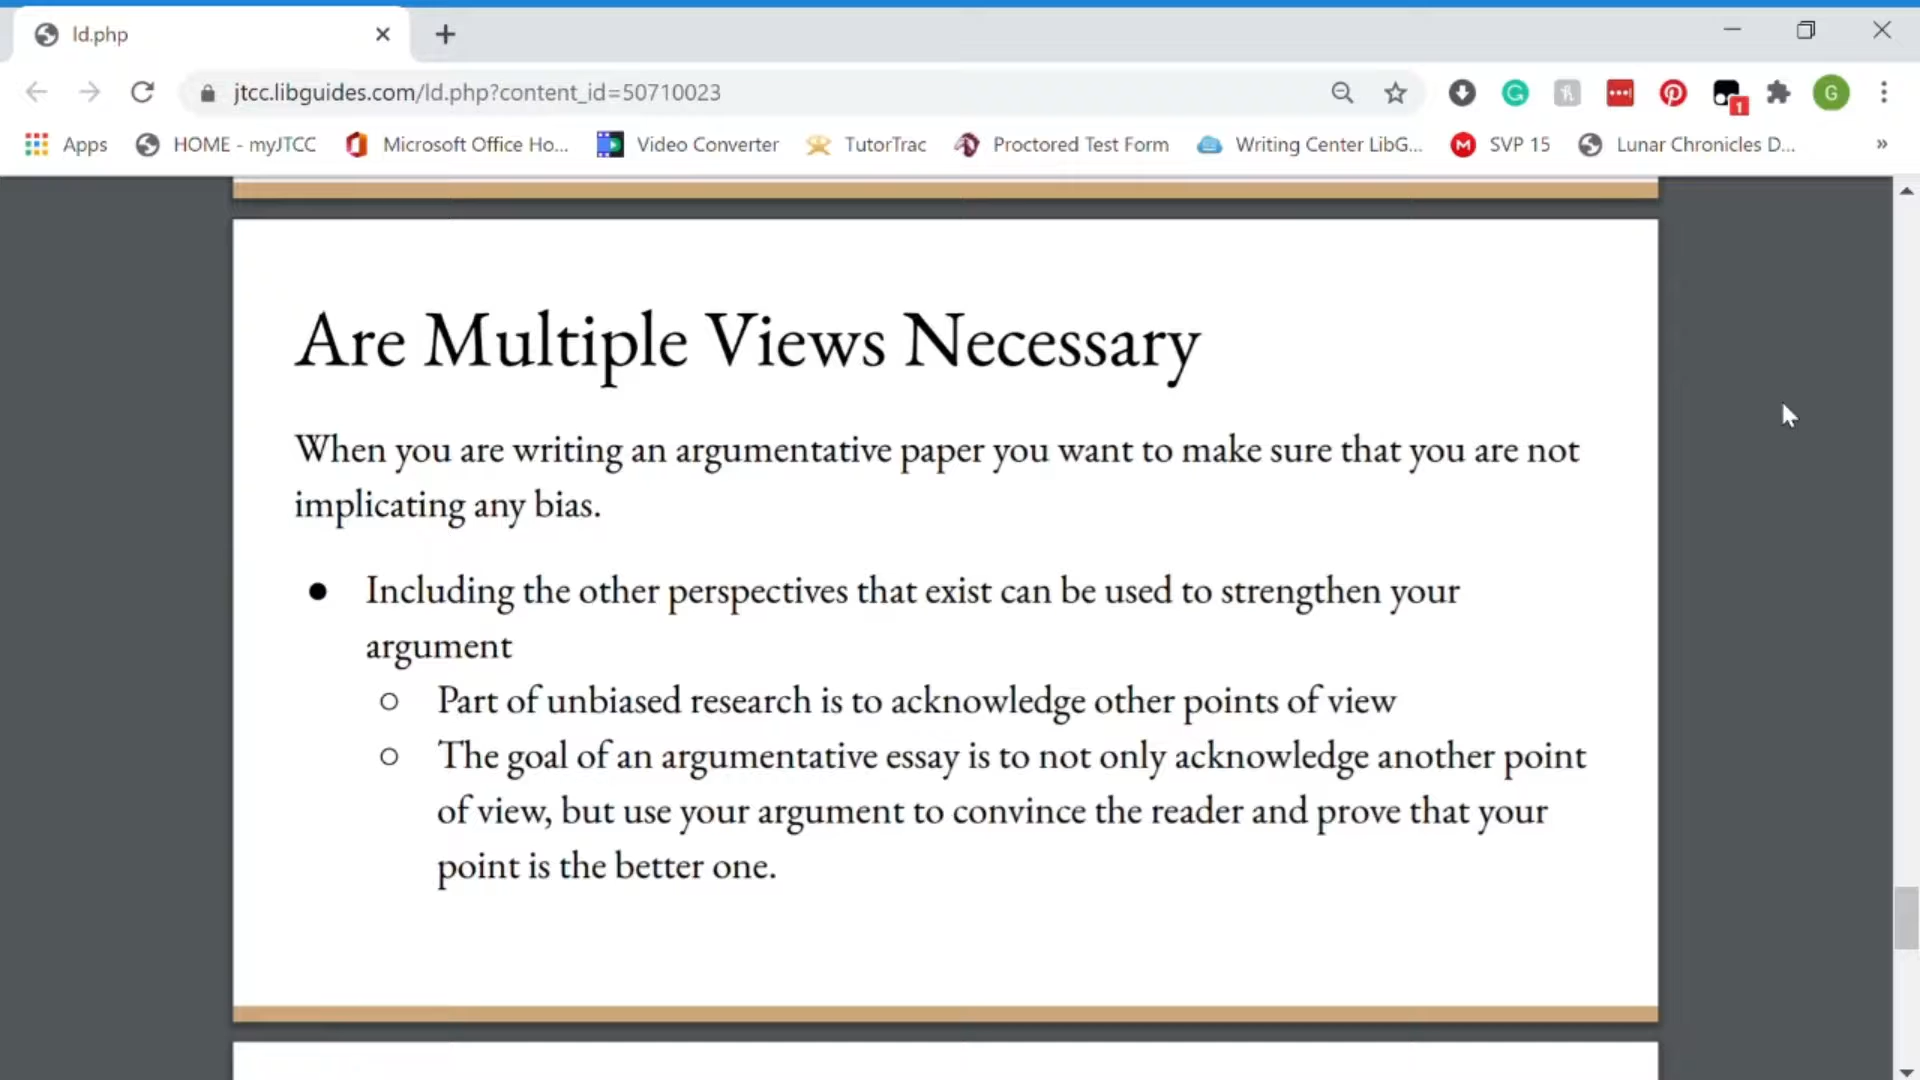 ld.php
jtcc.libguides.com/ld.php?content_id=50710023
1
G
Apps HOME - myJTCC Microsoft Office Ho... Video Converter TutorTrac Proctored Test Form Writing Center LibG... M SVP 15 Lunar Chronicles D... »
Are Multiple Views Necessary
When you are writing an argumentative paper you want to make sure that you are not
implicating any bias.
● Including the other perspectives that exist can be used to strengthen your
argument
○ Part of unbiased research is to acknowledge other points of view
○ The goal of an argumentative essay is to not only acknowledge another point
of view, but use your argument to convince the reader and prove that your
point is the better one.